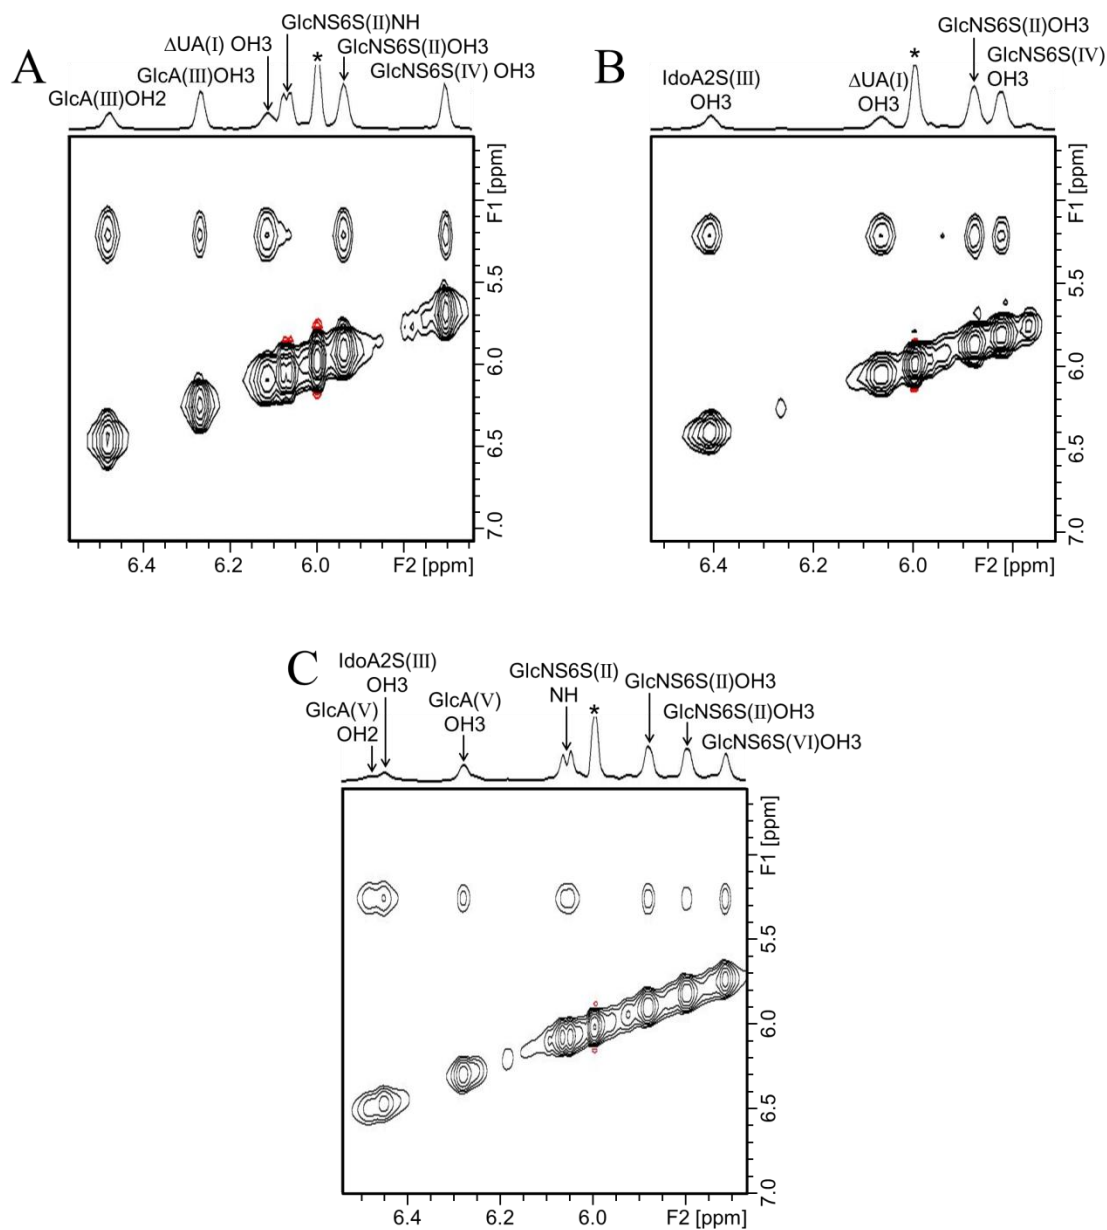 A
GlcNS6S(II)NH
ΔUA(I) OH3
GlcNS6S(II)OH3
GlcA(III)OH3
*
GlcNS6S(IV) OH3
GlcA(III)OH2
F1 [ppm]
5.5
6.0
6.5
7.0
6.4
6.0
F2 [ppm]
B
GlcNS6S(II)OH3
*
GlcNS6S(IV)
OH3
IdoA2S(III)
OH3
ΔUA(I)
OH3
F1 [ppm]
5.5
6.0
6.5
7.0
6.4
6.2
6.0
F2 [ppm]
C
IdoA2S(III)
OH3
GlcNS6S(II)
NH
GlcNS6S(II)OH3
GlcA(V)
OH2
GlcA(V)
OH3
*
GlcNS6S(II)OH3
GlcNS6S(VI)OH3
F1 [ppm]
5.5
6.0
6.5
7.0
6.4
6.2
6.0
F2 [ppm]